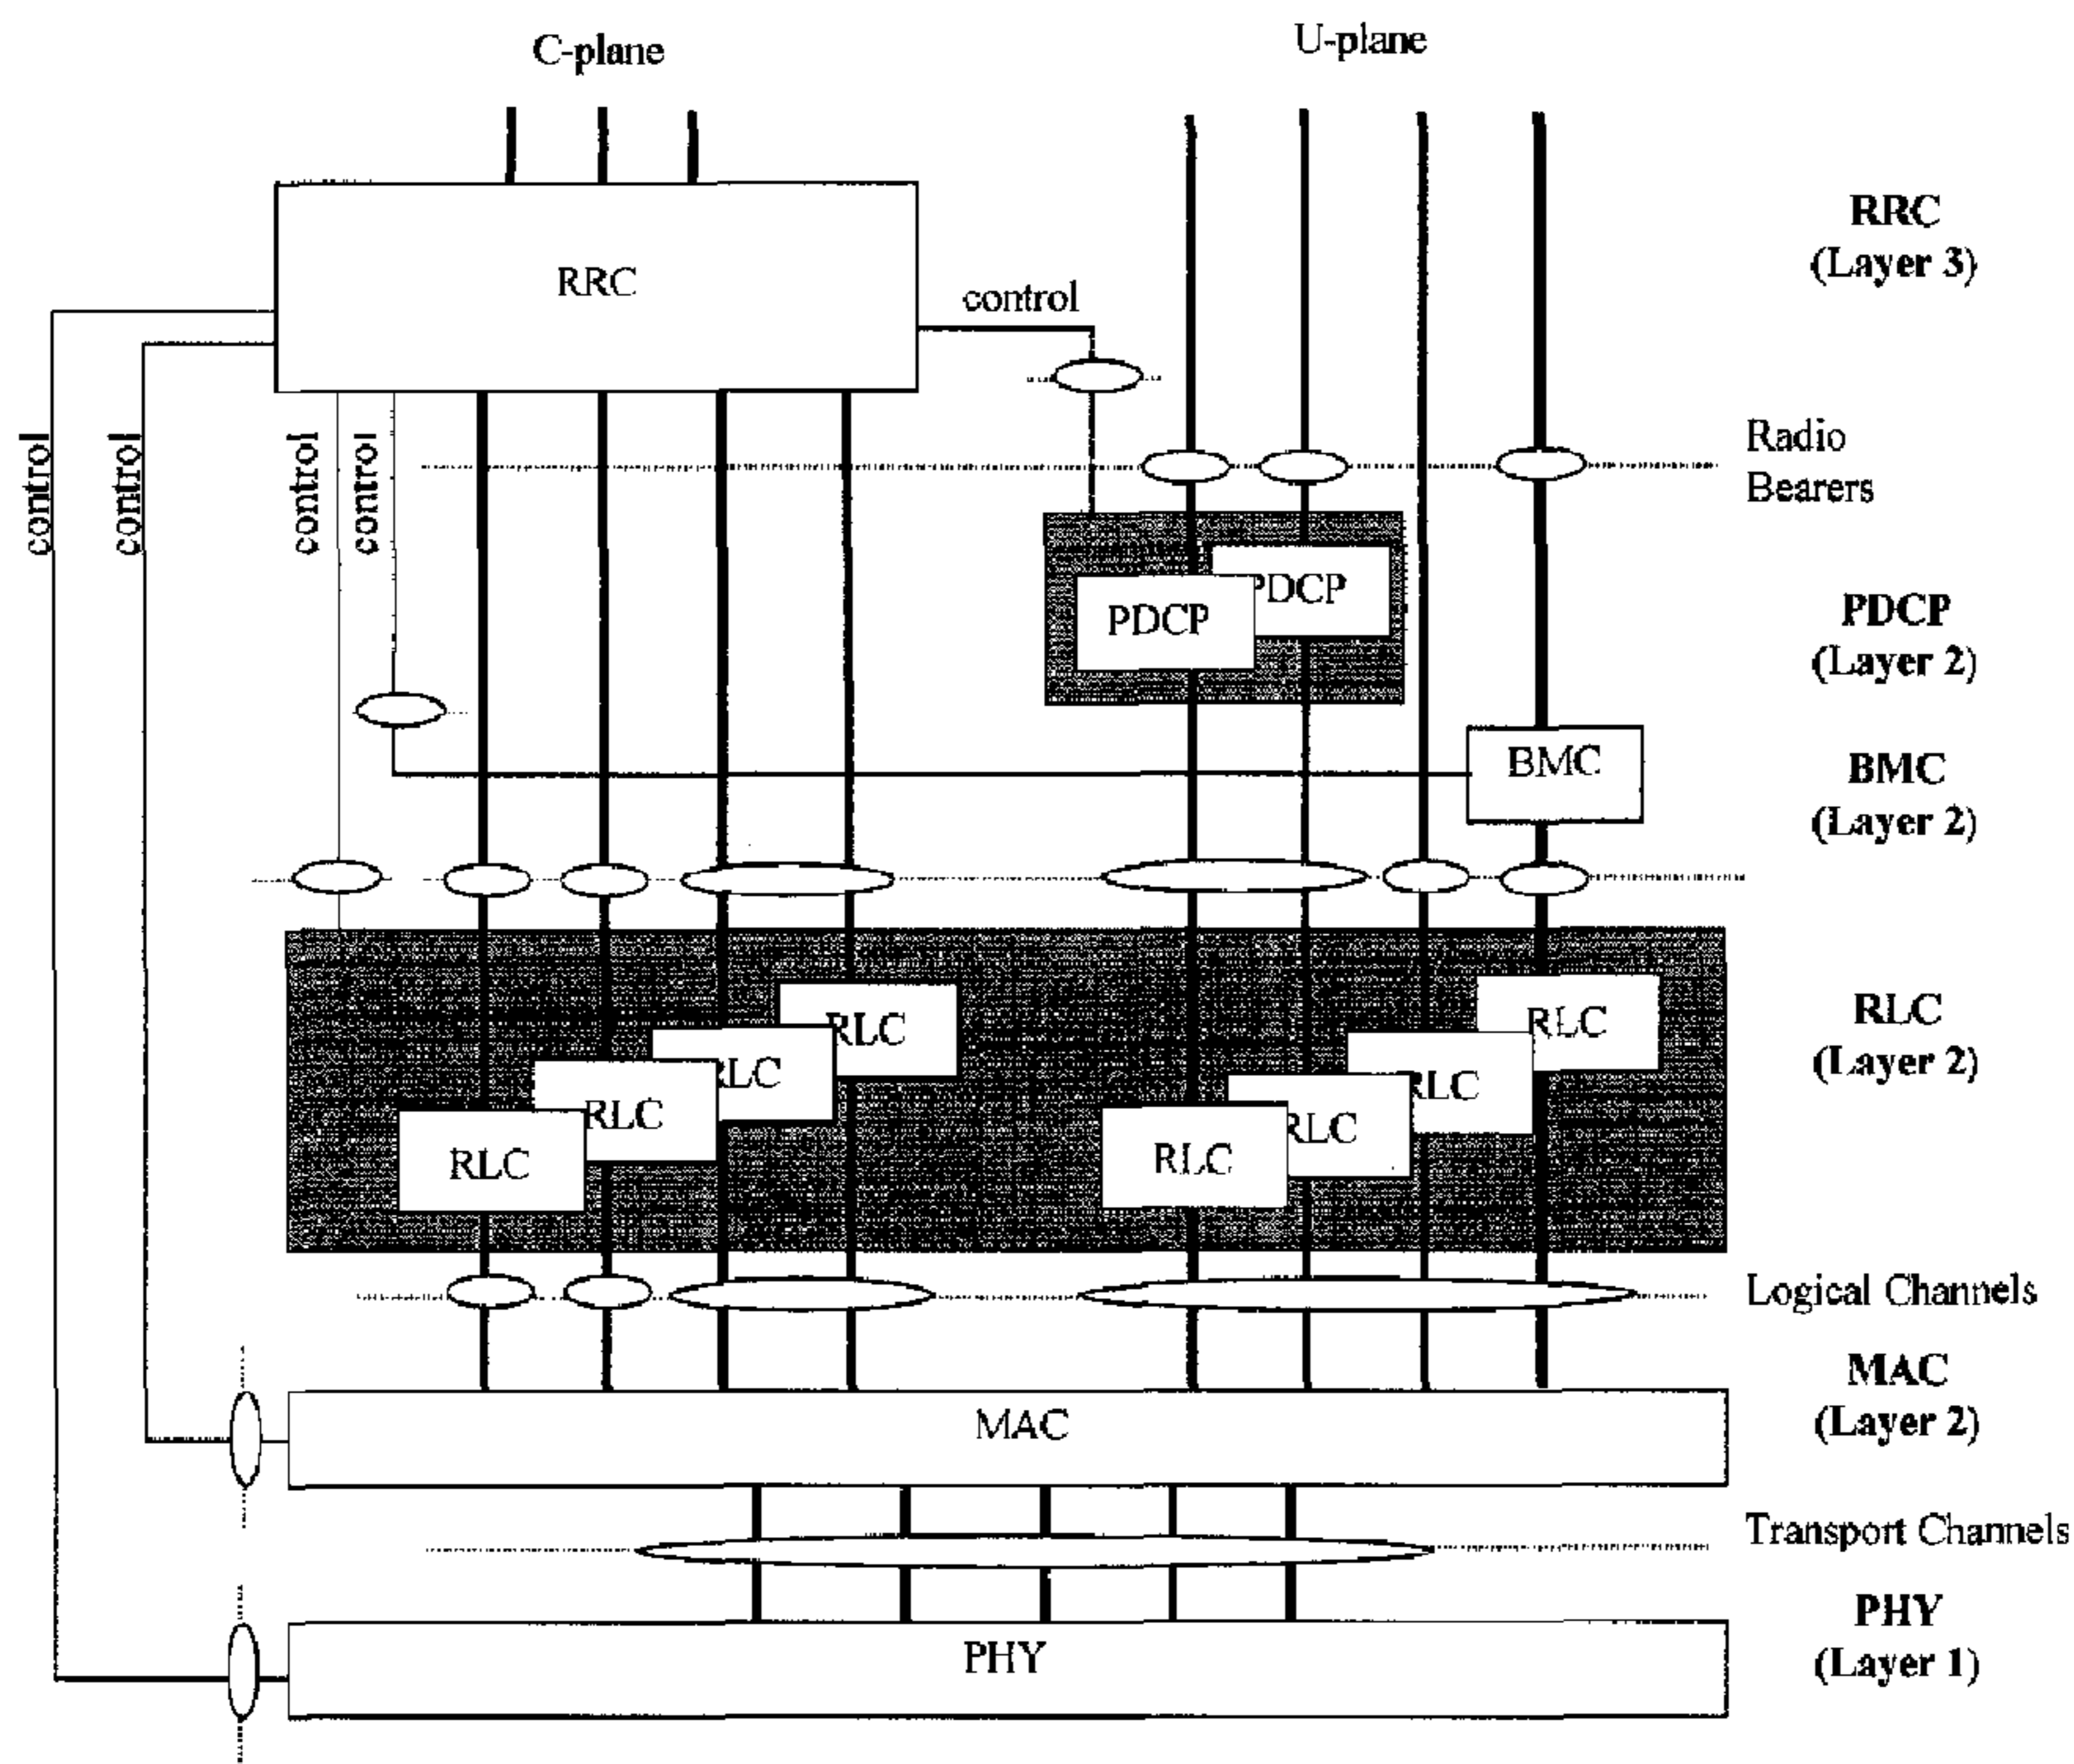 C-plane
U-plane
RRC
RRC
(Layer 3)
control
control
control
control
control
Radio
Bearers
PDCP
PDCP
PDCP
(Layer 2)
BMC
BMC
(Layer 2)
RLC
RLC
RLC
RLC
RLC
RLC
RLC
RLC
RLC
(Layer 2)
Logical Channels
MAC
MAC
(Layer 2)
Transport Channels
PHY
PHY
(Layer 1)